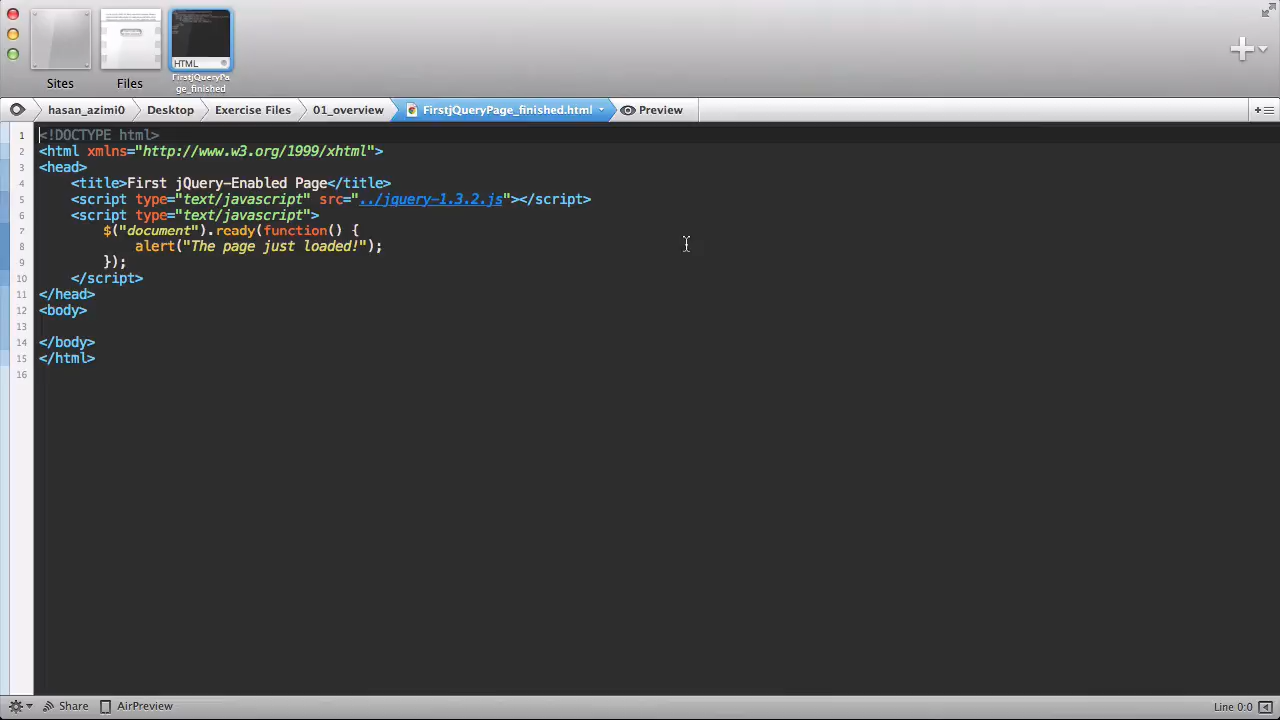 HTML
Sites
Files
FirstjQueryPa
ge_finished
hasan_azimi0
Desktop
Exercise Files
01_overview
FirstjQueryPage_finished.html
Preview
1 <!DOCTYPE html>
2 <html xmlns="http://www.w3.org/1999/xhtml">
3 <head>
4 <title>First jQuery-Enabled Page</title>
5 <script type="text/javascript" src="../jquery-1.3.2.js"></script>
6 <script type="text/javascript">
7 $("document").ready(function() {
8 alert("The page just loaded!");
9 });
10 </script>
11 </head>
12 <body>
13
14 </body>
15 </html>
16
Share
AirPreview
Line 0:0